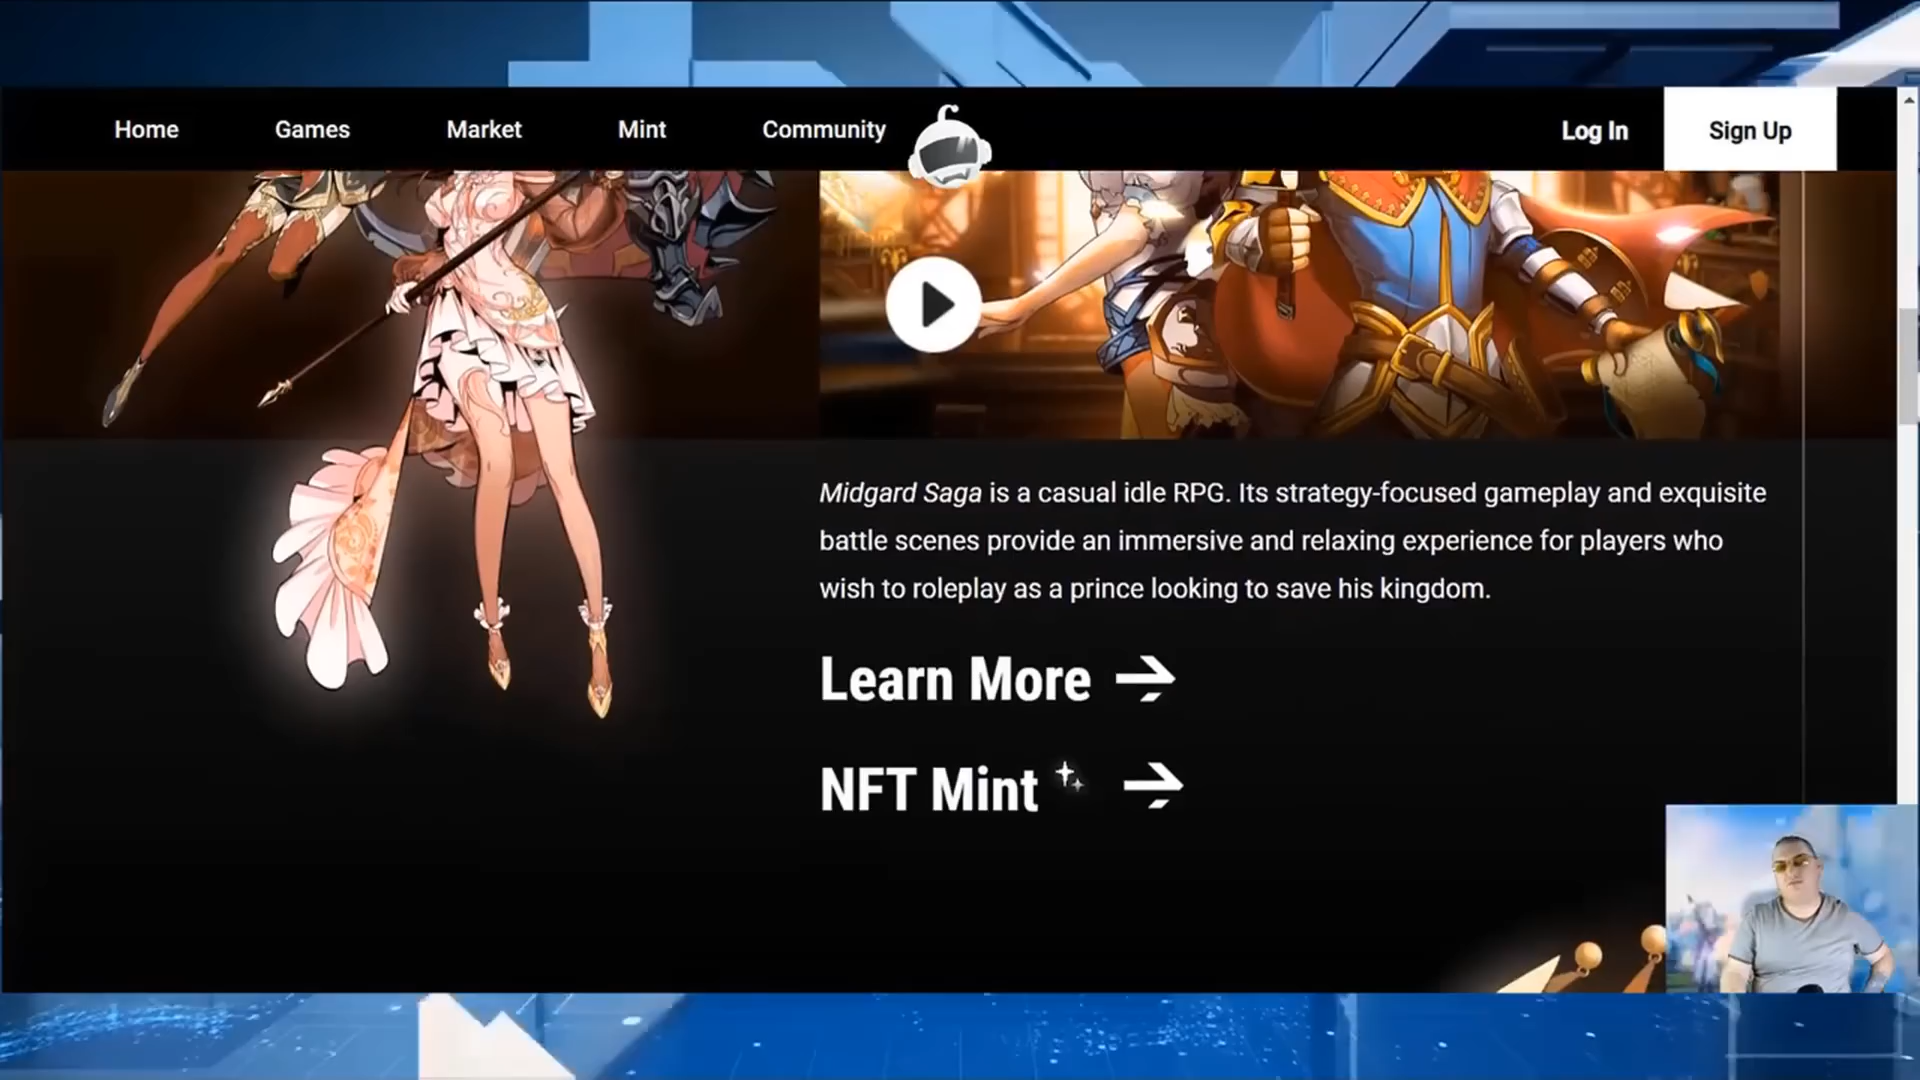 Home Games Market Mint Community Log In Sign Up
Midgard Saga is a casual idle RPG. Its strategy-focused gameplay and exquisite
battle scenes provide an immersive and relaxing experience for players who
wish to roleplay as a prince looking to save his kingdom.
Learn More
NFT Mint